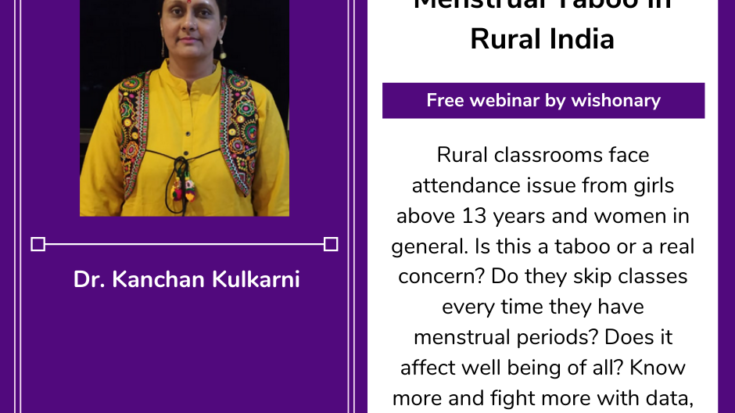 Dr. Kanchan Kulkarni
Menstrual Taboo in
Rural India
Free webinar by wishonary
Rural classrooms face
attendance issue from girls
above 13 years and women in
general. Is this a taboo or a real
concern? Do they skip classes
every time they have
menstrual periods? Does it
affect well being of all? Know
more and fight more with data,